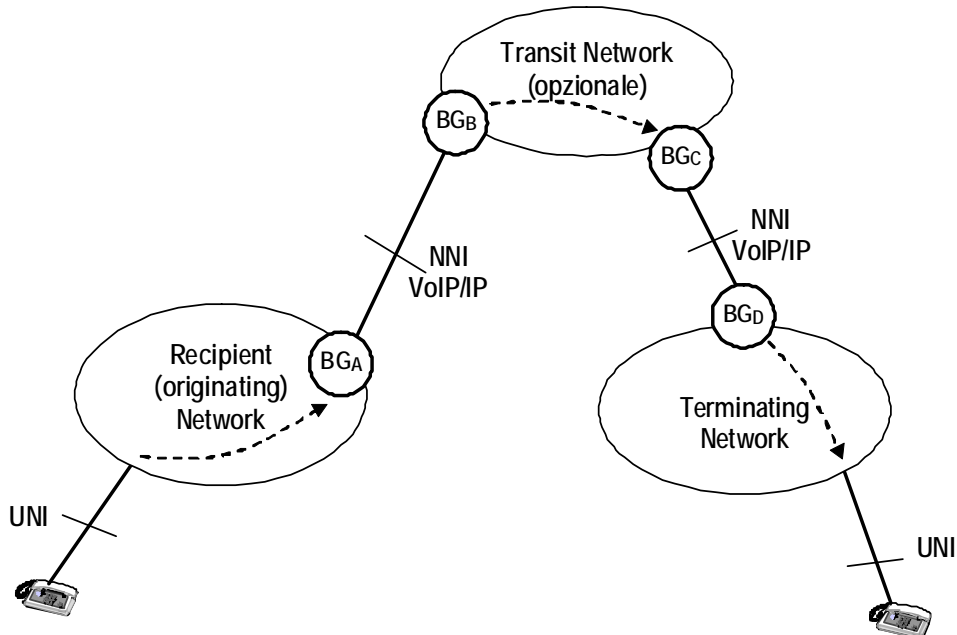 Transit Network
(opzionale)
BGB
BGC
NNI
VoIP/IP
NNI
VoIP/IP
BGD
BGA
Recipient
(originating)
Network
Terminating
Network
UNI
UNI